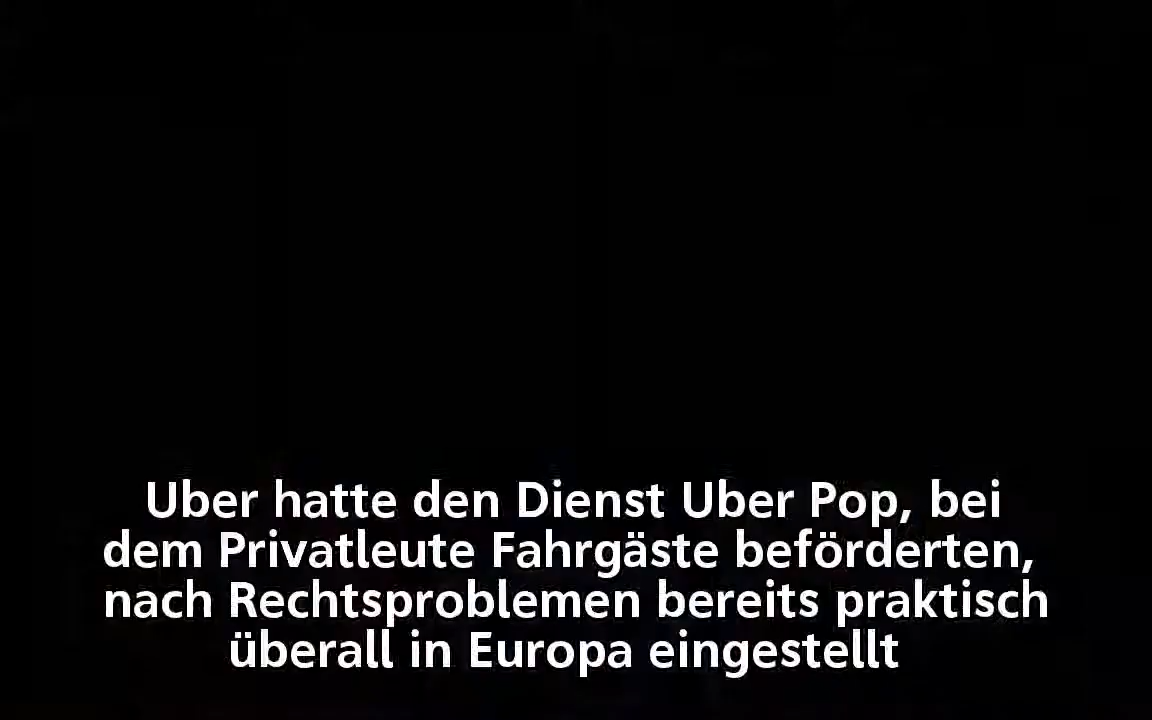 Uber hatte den Dienst Uber Pop, bei
dem Privatleute Fahrgäste beförderten,
nach Rechtsproblemen bereits praktisch
überall in Europa eingestellt